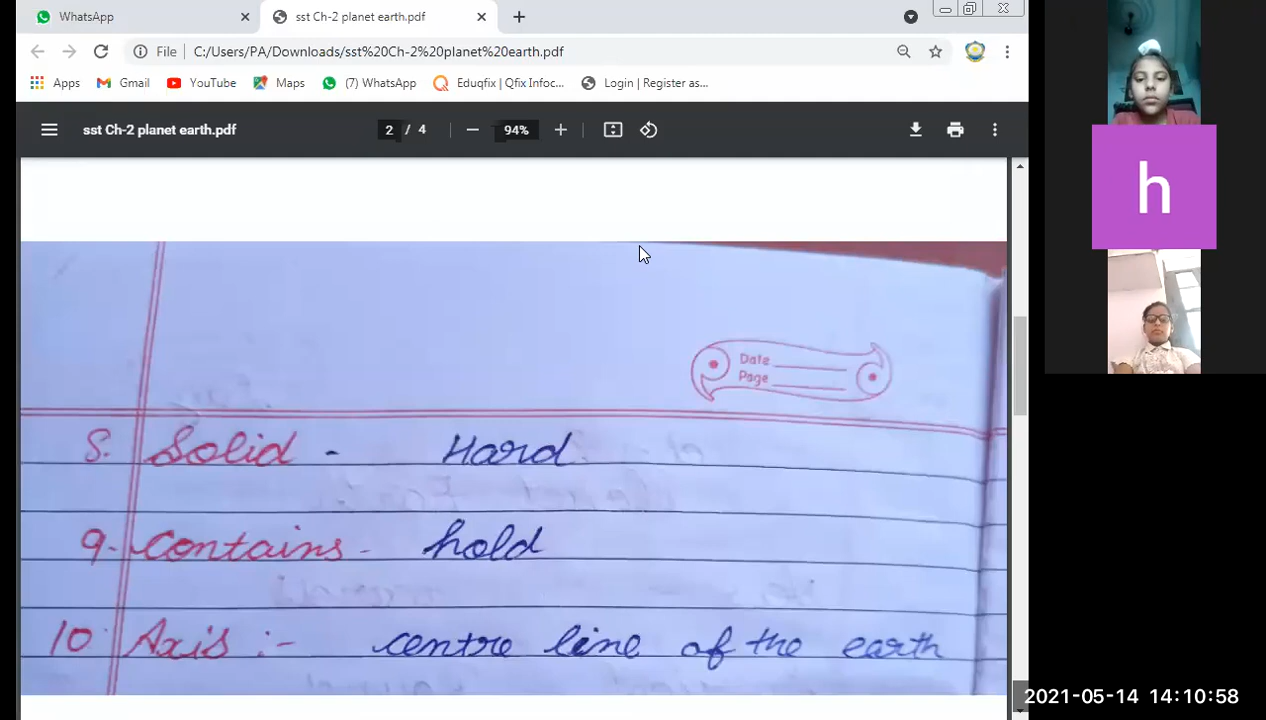 WhatsApp
sst Ch-2 planet earth.pdf
File C:/Users/PA/Downloads/sst%20Ch-2%20planet%20earth.pdf
Apps Gmail YouTube Maps (7) WhatsApp Eduqfix | Qfix Infoc... Login | Register as...
sst Ch-2 planet earth.pdf 2 / 4 94%
h
Date
Page
8. Solid - Hard
9. Contains - hold
10 Axis :- centre line of the earth
2021-05-14 14:10:58